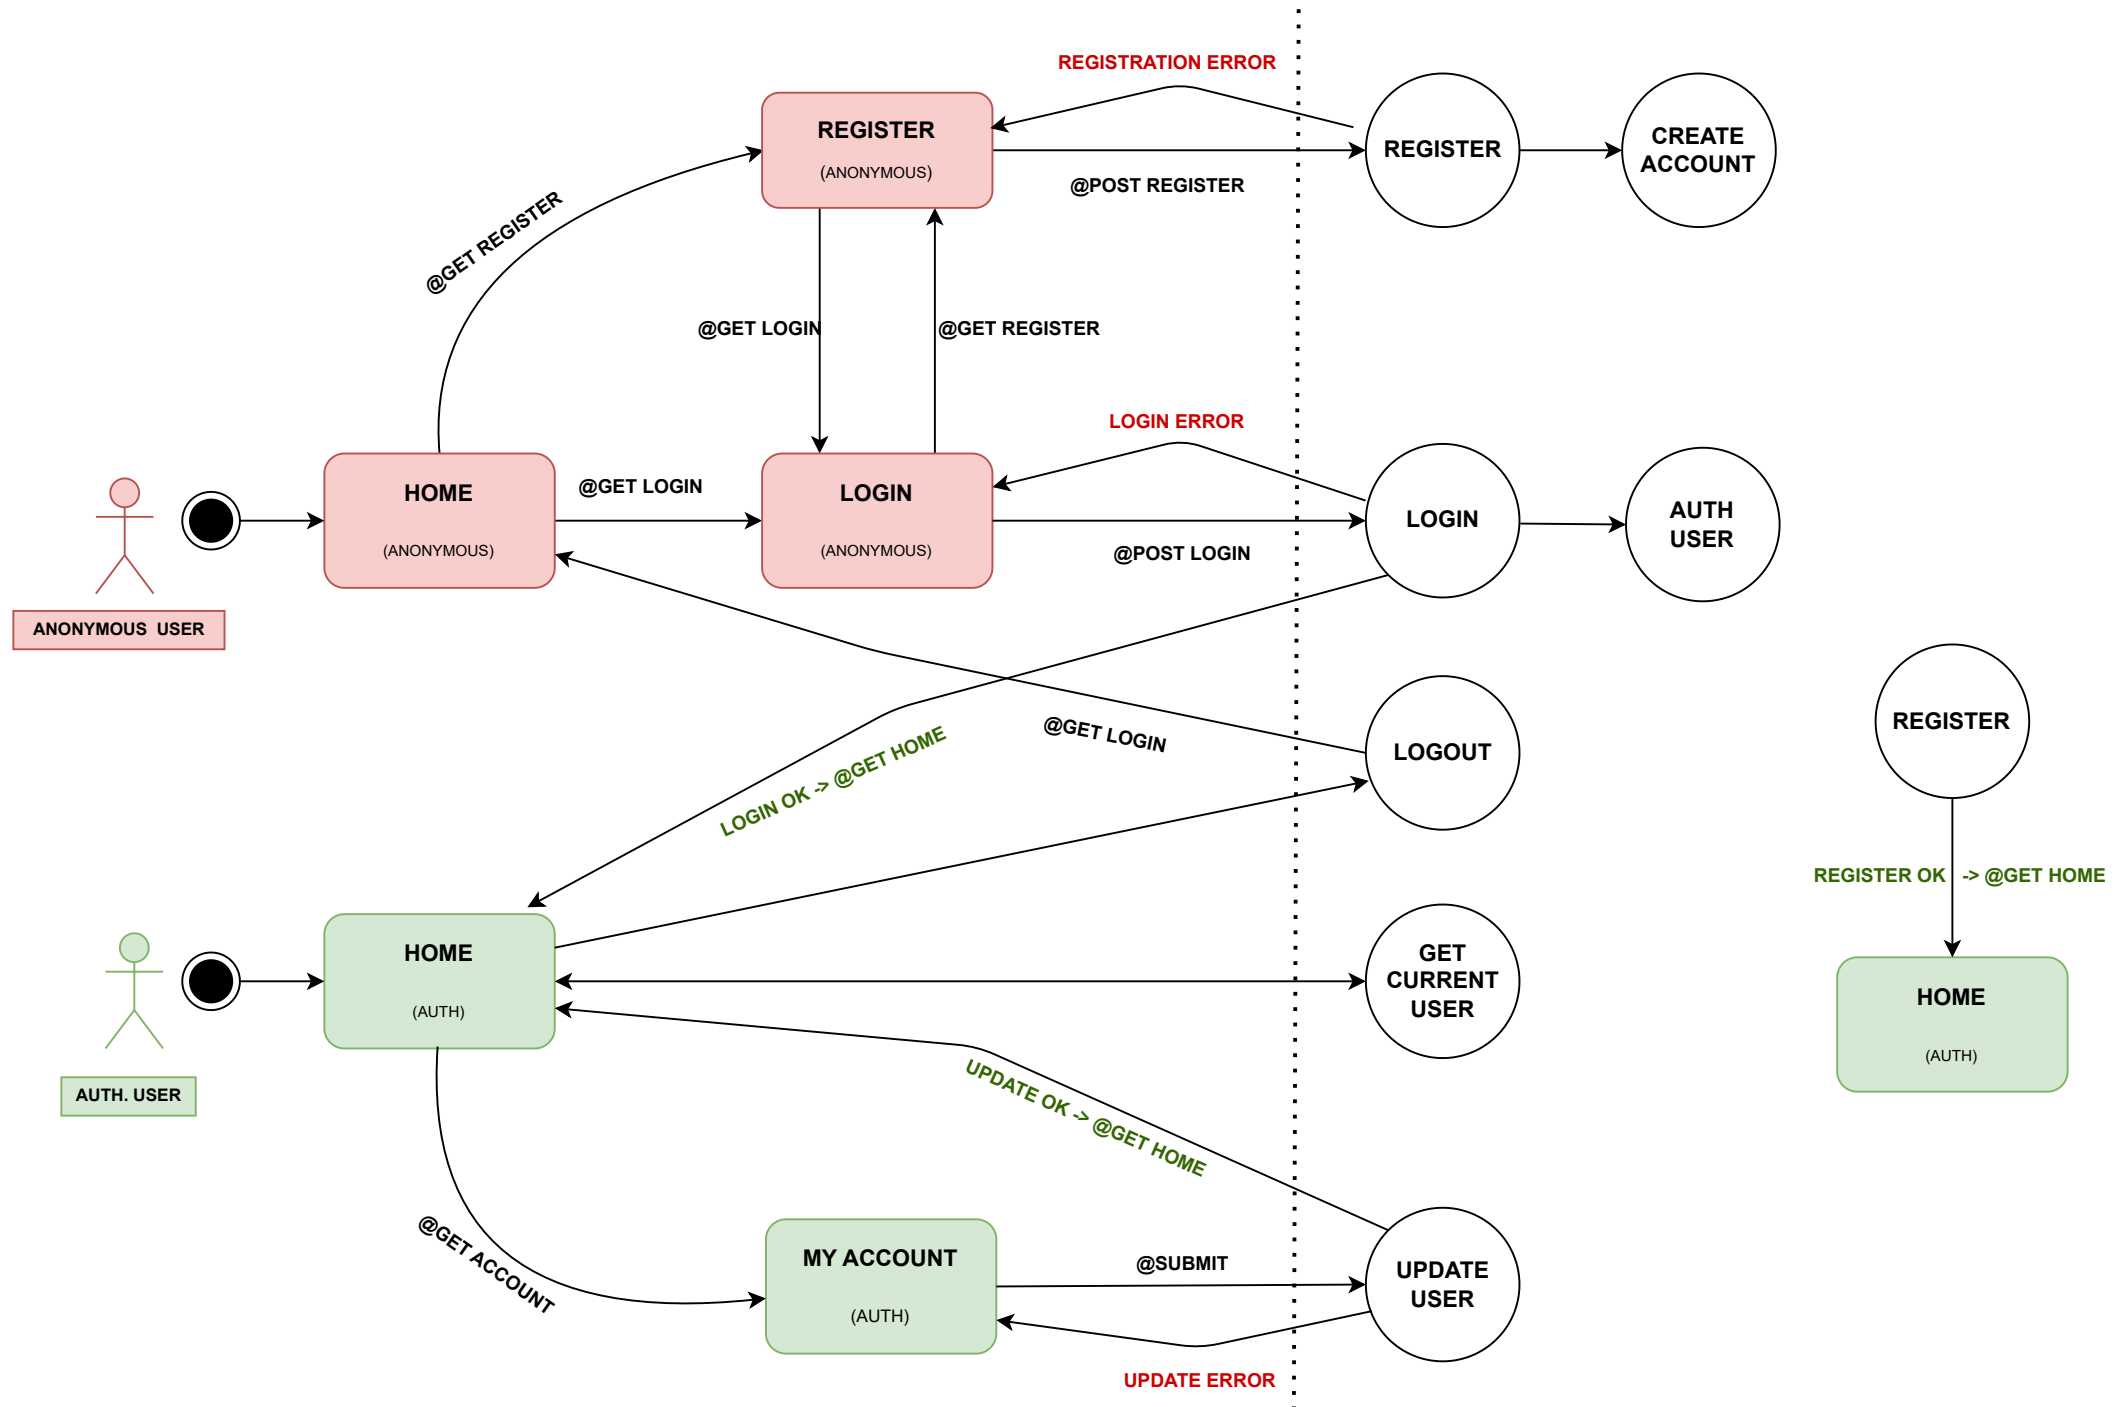 REGISTRATION ERROR
REGISTER
(ANONYMOUS)
@POST REGISTER
REGISTER
CREATE
ACCOUNT
@GET REGISTER
@GET LOGIN
@GET REGISTER
LOGIN ERROR
HOME
(ANONYMOUS)
@GET LOGIN
LOGIN
(ANONYMOUS)
@POST LOGIN
LOGIN
AUTH
USER
ANONYMOUS  USER
LOGOUT
@GET LOGIN
LOGIN OK -> @GET HOME
REGISTER
REGISTER OK   -> @GET HOME
HOME
(AUTH)
HOME
(AUTH)
GET
CURRENT
USER
AUTH. USER
UPDATE OK -> @GET HOME
@GET ACCOUNT
MY ACCOUNT
(AUTH)
@SUBMIT
UPDATE
USER
UPDATE ERROR